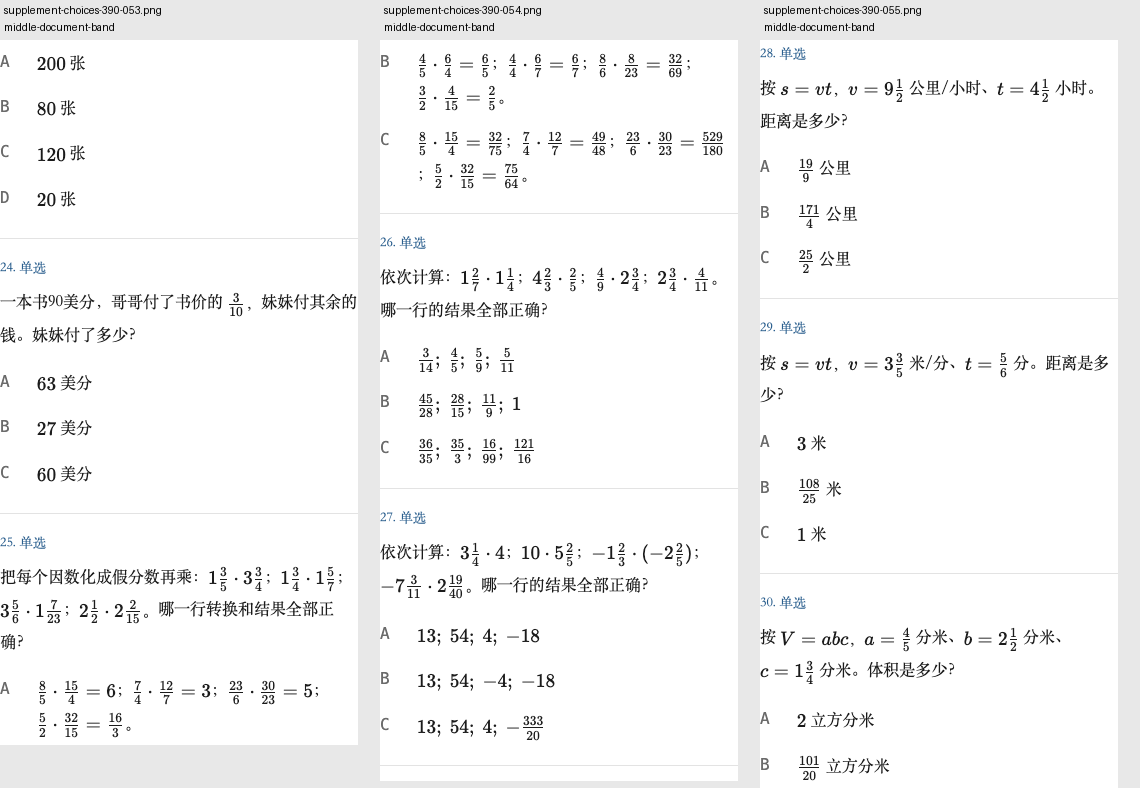 supplement-choices-390-053.png
middle-document-band
A 200 张
B 80 张
C 120 张
D 20 张
24. 单选
一本书90美分，哥哥付了书价的 3/10，妹妹付其余的
钱。妹妹付了多少?
A 63 美分
B 27 美分
C 60 美分
25. 单选
把每个因数化成假分数再乘：1 3/5 · 3 3/4；1 3/4 · 1 5/7；
3 5/6 · 1 7/23；2 1/2 · 2 2/15。哪一行转换和结果全部正
确?
A 8/5 · 15/4 = 6；7/4 · 12/7 = 3；23/6 · 30/23 = 5；
5/2 · 32/15 = 16/3。
supplement-choices-390-054.png
middle-document-band
B 4/5 · 6/4 = 6/5；4/4 · 6/7 = 6/7；8/6 · 8/23 = 32/69；
3/2 · 4/15 = 2/5。
C 8/5 · 15/4 = 32/75；7/4 · 12/7 = 49/48；23/6 · 30/23 = 529/180
；5/2 · 32/15 = 75/64。
26. 单选
依次计算：1 2/7 · 1 1/4；4 2/3 · 2/5；4/9 · 2 3/4；2 3/4 · 4/11。
哪一行的结果全部正确?
A 3/14; 4/5; 5/9; 5/11
B 45/28; 28/15; 11/9; 1
C 36/35; 35/3; 16/99; 121/16
27. 单选
依次计算：3 1/4 · 4；10 · 5 2/5；−1 2/3 · (−2 2/5)；
−7 3/11 · 2 19/40。哪一行的结果全部正确?
A 13; 54; 4; −18
B 13; 54; −4; −18
C 13; 54; 4; −333/20
supplement-choices-390-055.png
middle-document-band
28. 单选
按 s = vt，v = 9 1/2 公里/小时、t = 4 1/2 小时。
距离是多少?
A 19/9 公里
B 171/4 公里
C 25/2 公里
29. 单选
按 s = vt，v = 3 3/5 米/分、t = 5/6 分。距离是多
少?
A 3 米
B 108/25 米
C 1 米
30. 单选
按 V = abc，a = 4/5 分米、b = 2 1/2 分米、
c = 1 3/4 分米。体积是多少?
A 2 立方分米
B 101/20 立方分米